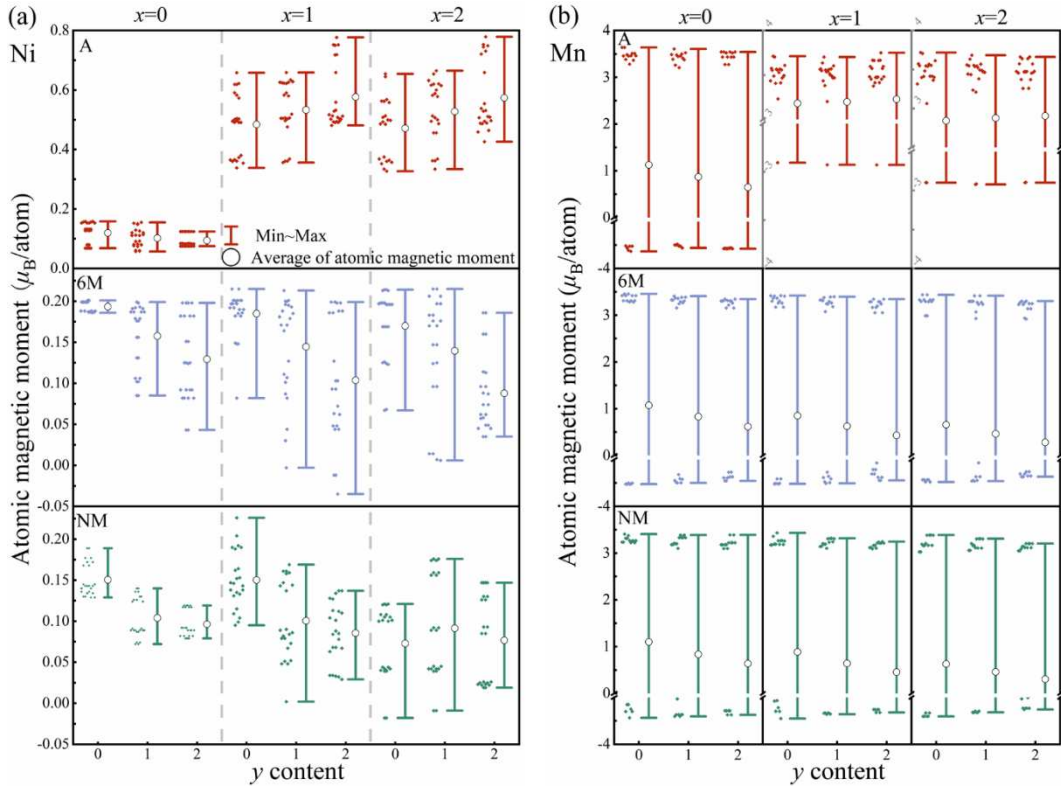 (a) x=0 x=1 x=2
Ni
A
0.8
0.6
0.4
0.2
0.0
Min~Max
Average of atomic magnetic moment
6M
0.20
0.15
0.10
0.05
0.00
-0.05
NM
0.20
0.15
0.10
0.05
0.00
-0.05
0 1 2 0 1 2 0 1 2
y content
Atomic magnetic moment (μB/atom)
(b) x=0 x=1 x=2
Mn
A
4
3
1
0
-4
6M
3
1
0
-4
NM
3
1
0
-4
0 1 2 0 1 2 0 1 2
y content
Atomic magnetic moment (μB/atom)